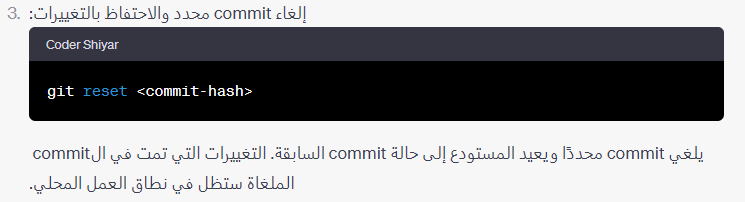 3. إلغاء commit محدد والاحتفاظ بالتغييرات:
Coder Shiyar
git reset <commit-hash>
يلغي commit محددًا ويعيد المستودع إلى حالة commit السابقة. التغييرات التي تمت في الcommit
الملغاة ستظل في نطاق العمل المحلي.